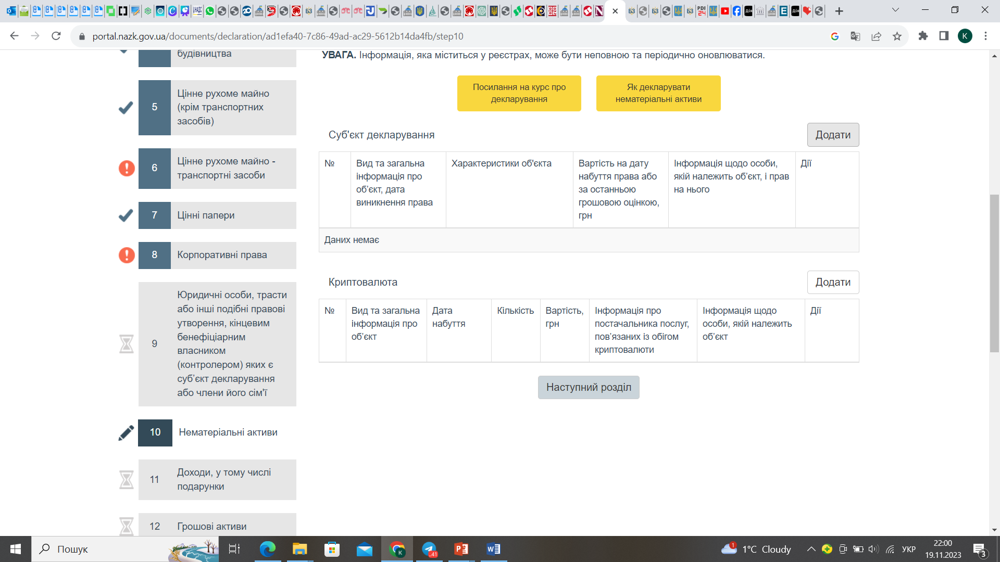 portal.nazk.gov.ua/documents/declaration/ad1efa40-7c86-49ad-ac29-5612b14da4fb/step10
K
будівництва
5
Цінне рухоме майно
(крім транспортних
засобів)
6
Цінне рухоме майно -
транспортні засоби
7
Цінні папери
8
Корпоративні права
9
Юридичні особи, трасти
або інші подібні правові
утворення, кінцевим
бенефіціарним
власником
(контролером) яких є
суб’єкт декларування
або члени його сім'ї
10
Нематеріальні активи
11
Доходи, у тому числі
подарунки
12
Грошові активи
УВАГА. Інформація, яка міститься у реєстрах, може бути неповною та періодично оновлюватися.
Посилання на курс про
декларування
Як декларувати
нематеріальні активи
Суб'єкт декларування
Додати
№
Вид та загальна
інформація про
об’єкт, дата
виникнення права
Характеристики об'єкта
Вартість на дату
набуття права або
за останньою
грошовою оцінкою,
грн
Інформація щодо особи,
якій належить об’єкт, і прав
на нього
Дії
Даних немає
Криптовалюта
Додати
№
Вид та загальна
інформація про
об’єкт
Дата
набуття
Кількість
Вартість,
грн
Інформація про
постачальника послуг,
пов’язаних із обігом
криптовалюти
Інформація щодо
особи, якій належить
об’єкт
Дії
Наступний розділ
Пошук
1°C Cloudy
УКР
22:00
19.11.2023
3